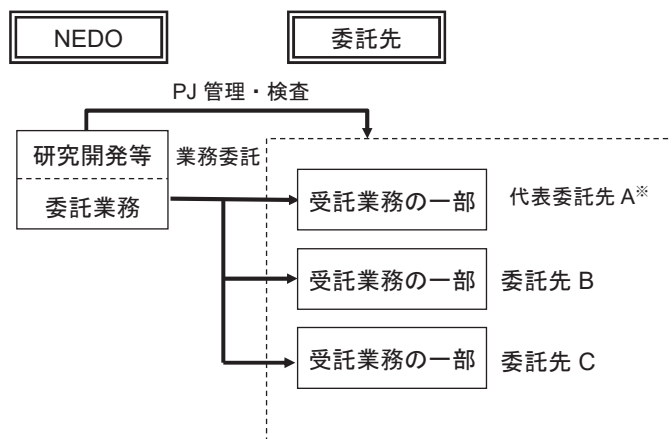 NEDO
委託先
PJ 管理・検査
研究開発等
業務委託
委託業務
受託業務の一部
代表委託先 A※
受託業務の一部
委託先 B
受託業務の一部
委託先 C